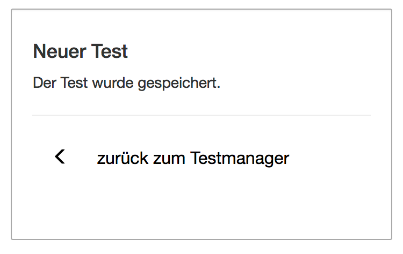 Neuer Test
Der Test wurde gespeichert.
zurück zum Testmanager